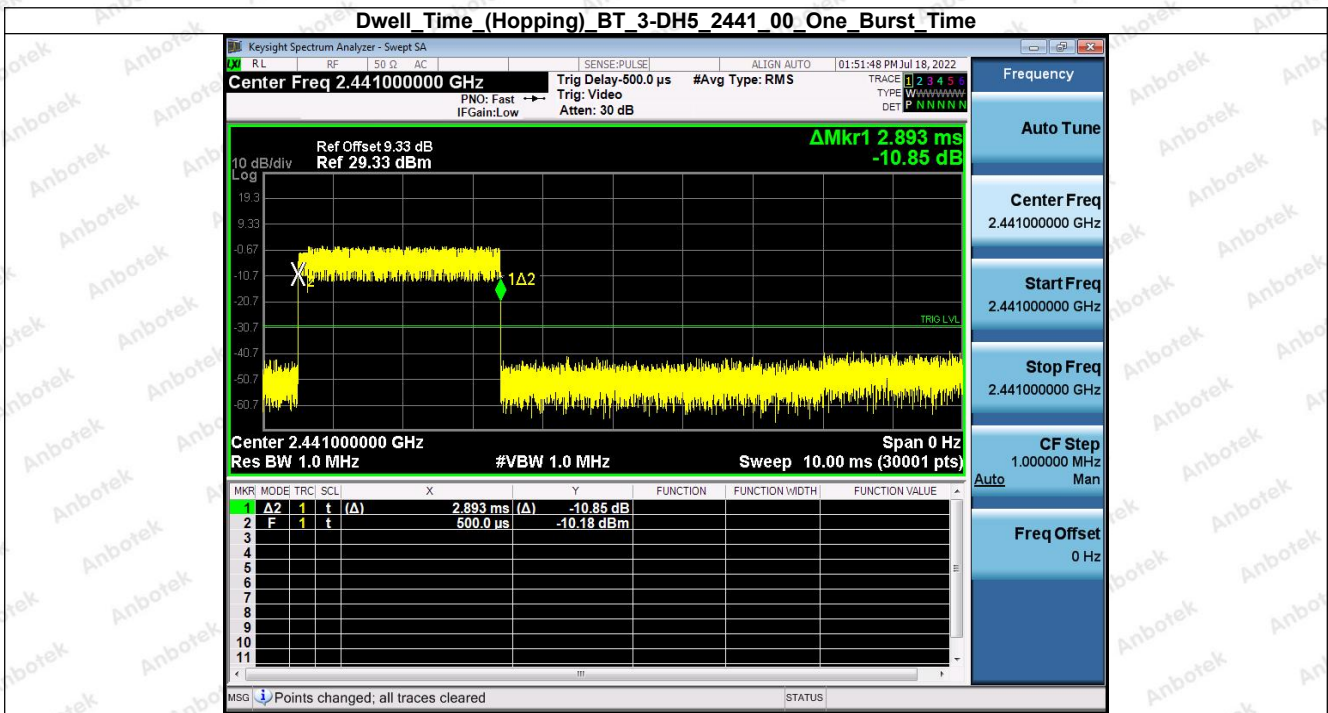 Dwell_Time_(Hopping)_BT_3-DH5_2441_00_One_Burst_Time
Keysight Spectrum Analyzer - Swept SA
LXI RL RF 50 Ω AC SENSE:PULSE ALIGN AUTO 01:51:48 PM Jul 18, 2022
Center Freq 2.441000000 GHz Trig Delay-500.0 µs #Avg Type: RMS TRACE 1 2 3 4 5 6
PNO: Fast Trig: Video TYPE WWWWWW
IFGain:Low Atten: 30 dB DET P N N N N N
ΔMkr1 2.893 ms
-10.85 dB
Ref Offset 9.33 dB
10 dB/div Ref 29.33 dBm
Log
19.3
9.33
-0.67
-10.7
-20.7
-30.7
-40.7
-50.7
-60.7
X2
1Δ2
TRIG LVL
Center 2.441000000 GHz Span 0 Hz
Res BW 1.0 MHz #VBW 1.0 MHz Sweep 10.00 ms (30001 pts)
MKR MODE TRC SCL X Y FUNCTION FUNCTION WIDTH FUNCTION VALUE
1 Δ2 1 t (Δ) 2.893 ms (Δ) -10.85 dB
2 F 1 t 500.0 µs -10.18 dBm
3
4
5
6
7
8
9
10
11
MSG Points changed; all traces cleared STATUS
Frequency
Auto Tune
Center Freq
2.441000000 GHz
Start Freq
2.441000000 GHz
Stop Freq
2.441000000 GHz
CF Step
1.000000 MHz
Auto Man
Freq Offset
0 Hz
Anbotek